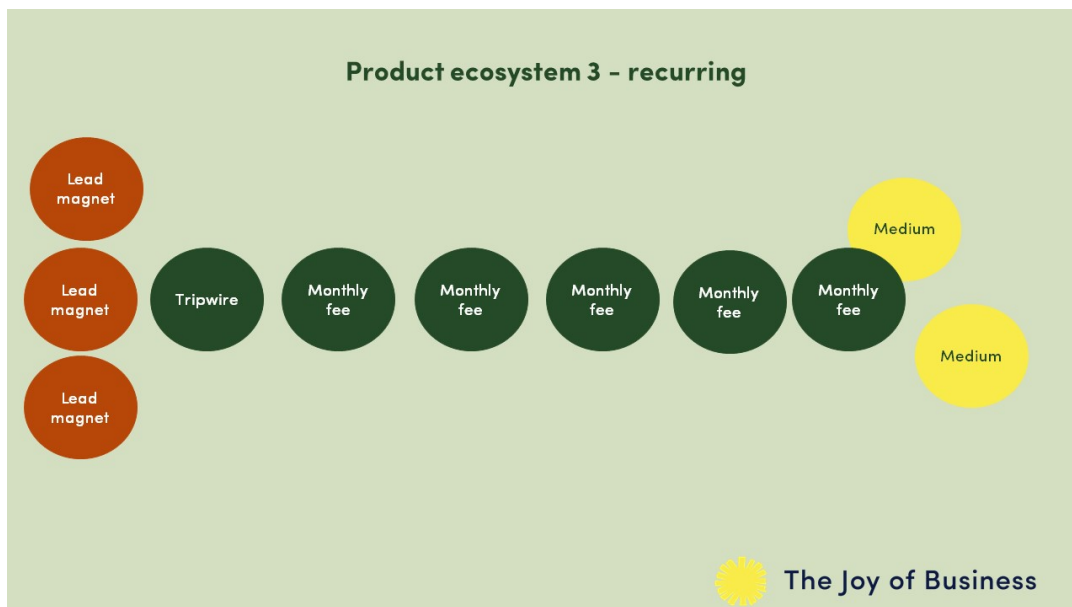 Product ecosystem 3 - recurring
Lead
magnet
Lead
magnet
Lead
magnet
Tripwire
Monthly
fee
Monthly
fee
Monthly
fee
Monthly
fee
Monthly
fee
Medium
Medium
The Joy of Business